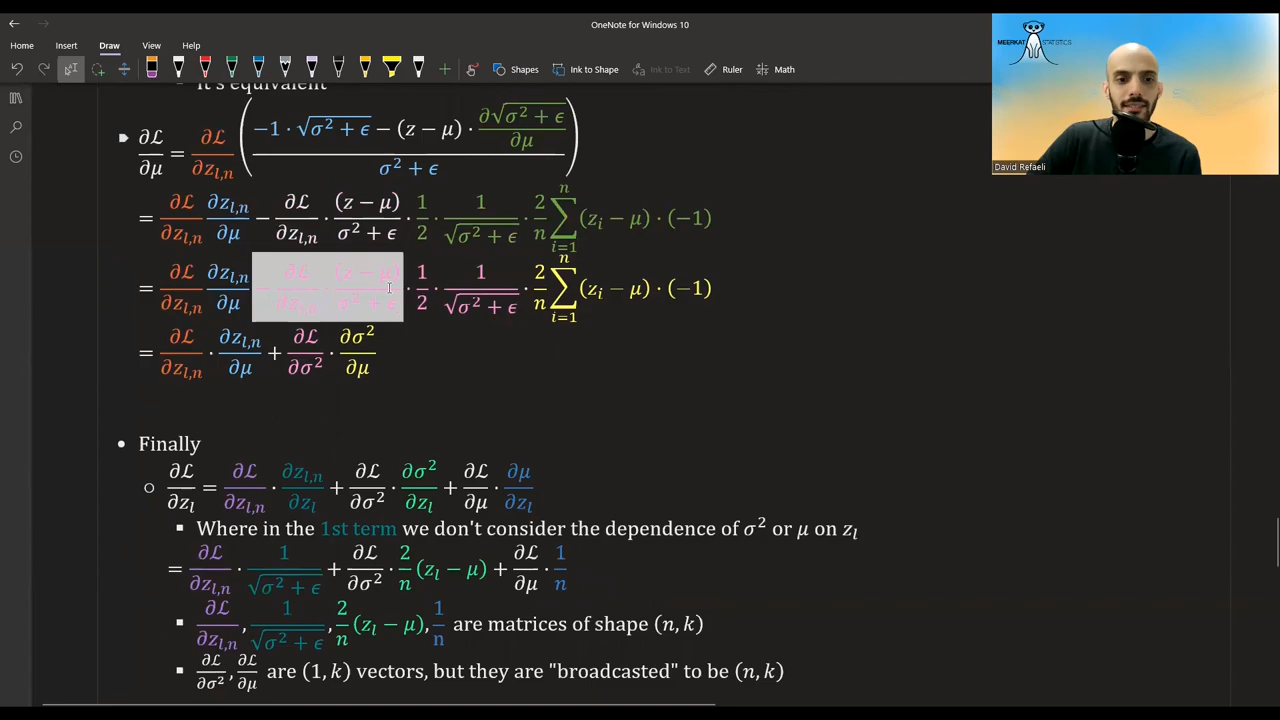 OneNote for Windows 10
Home Insert Draw View Help
Shapes Ink to Shape Ink to Text Ruler Math
MEERKAT STATISTICS
David Refaeli
It's equivalent
∂ℒ/∂μ = ∂ℒ/∂z_{l,n} ( (−1 · √(σ² + ϵ) − (z − μ) · ∂√(σ² + ϵ)/∂μ) / (σ² + ϵ) )
= ∂ℒ/∂z_{l,n} ∂z_{l,n}/∂μ − ∂ℒ/∂z_{l,n} · (z − μ)/(σ² + ϵ) · 1/2 · 1/√(σ² + ϵ) · 2/n ∑_{i=1}^{n} (z_i − μ) · (−1)
= ∂ℒ/∂z_{l,n} ∂z_{l,n}/∂μ − ∂ℒ/∂z_{l,n} · (z − μ)/(σ² + ϵ) · 1/2 · 1/√(σ² + ϵ) · 2/n ∑_{i=1}^{n} (z_i − μ) · (−1)
= ∂ℒ/∂z_{l,n} · ∂z_{l,n}/∂μ + ∂ℒ/∂σ² · ∂σ²/∂μ
• Finally
○ ∂ℒ/∂z_l = ∂ℒ/∂z_{l,n} · ∂z_{l,n}/∂z_l + ∂ℒ/∂σ² · ∂σ²/∂z_l + ∂ℒ/∂μ · ∂μ/∂z_l
▪ Where in the 1st term we don't consider the dependence of σ² or μ on z_l
= ∂ℒ/∂z_{l,n} · 1/√(σ² + ϵ) + ∂ℒ/∂σ² · 2/n (z_l − μ) + ∂ℒ/∂μ · 1/n
▪ ∂ℒ/∂z_{l,n}, 1/√(σ² + ϵ), 2/n (z_l − μ), 1/n are matrices of shape (n, k)
▪ ∂ℒ/∂σ², ∂ℒ/∂μ are (1, k) vectors, but they are "broadcasted" to be (n, k)